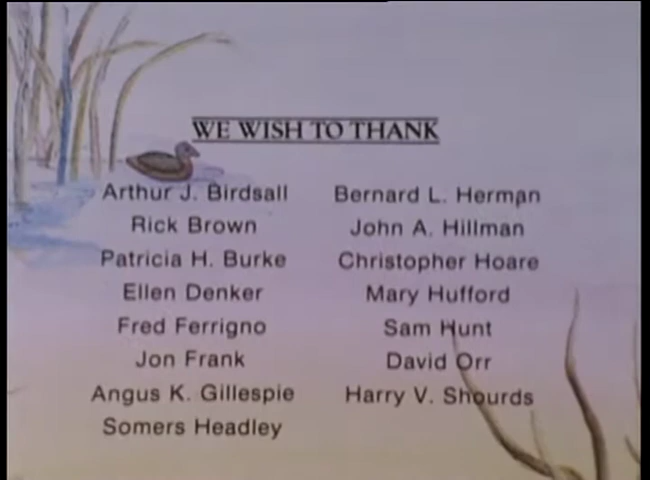 WE WISH TO THANK
Arthur J. Birdsall
Rick Brown
Patricia H. Burke
Ellen Denker
Fred Ferrigno
Jon Frank
Angus K. Gillespie
Somers Headley
Bernard L. Herman
John A. Hillman
Christopher Hoare
Mary Hufford
Sam Hunt
David Orr
Harry V. Shourds